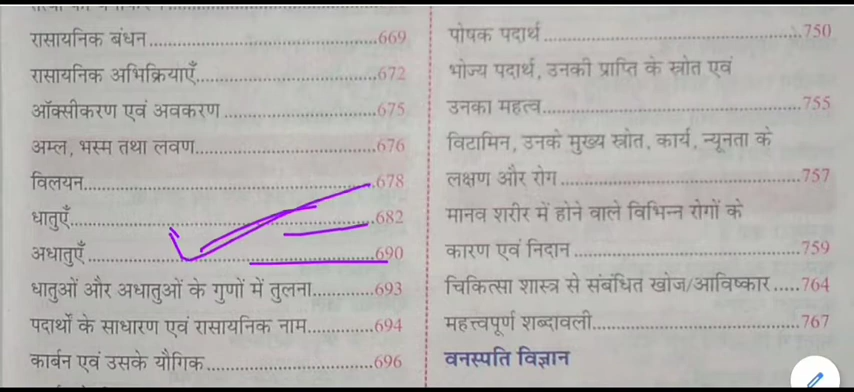 रासायनिक बंधन...............................................669
रासायनिक अभिक्रियाएँ.....................................672
ऑक्सीकरण एवं अवकरण................................675
अम्ल, भस्म तथा लवण.....................................676
विलयन..........................................................678
धातुएँ............................................................682
अधातुएँ.........................................................690
धातुओं और अधातुओं के गुणों में तुलना............693
पदार्थों के साधारण एवं रासायनिक नाम.............694
कार्बन एवं उसके यौगिक..................................696
पोषक पदार्थ...................................................750
भोज्य पदार्थ, उनकी प्राप्ति के स्रोत एवं
उनका महत्व...................................................755
विटामिन, उनके मुख्य स्रोत, कार्य, न्यूनता के
लक्षण और रोग................................................757
मानव शरीर में होने वाले विभिन्न रोगों के
कारण एवं निदान.............................................759
चिकित्सा शास्त्र से संबंधित खोज/आविष्कार.....764
महत्त्वपूर्ण शब्दावली.........................................767
वनस्पति विज्ञान